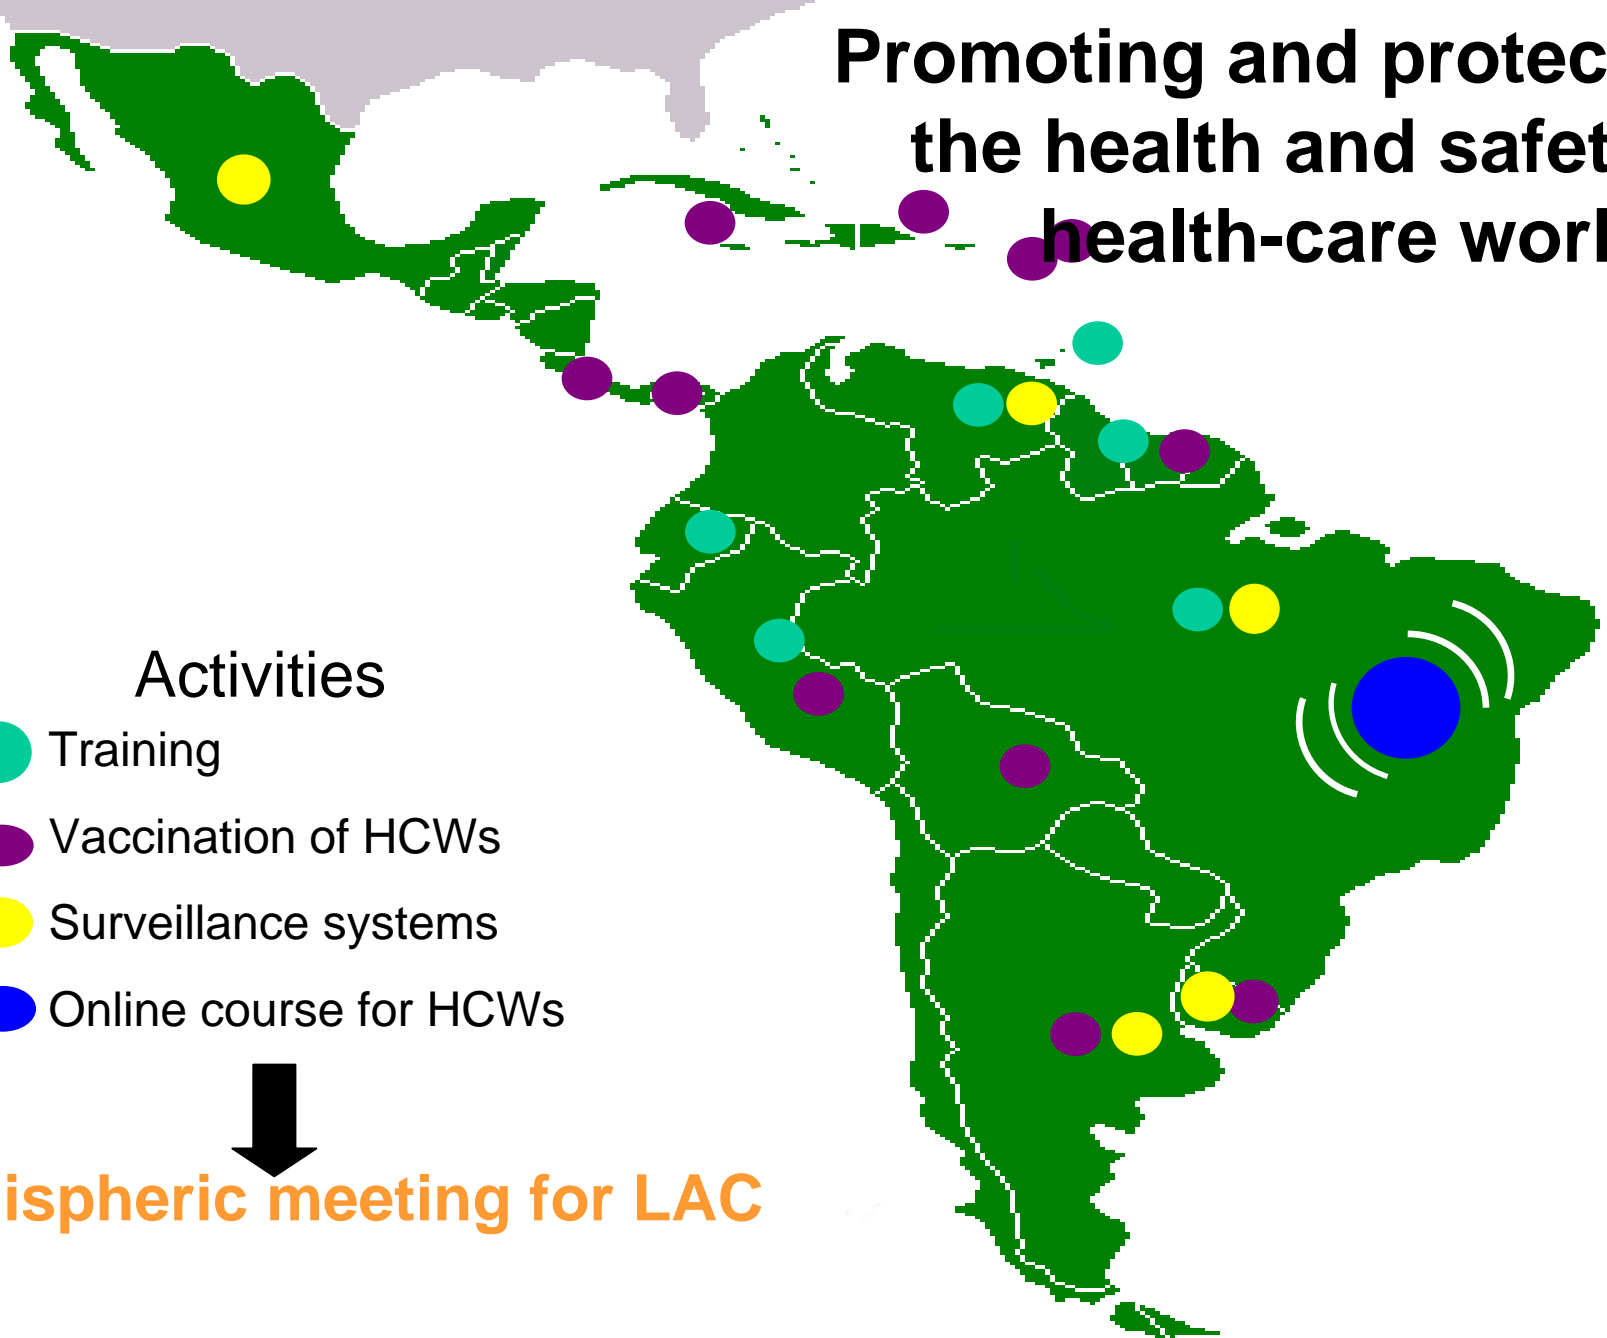 Promoting and protec
the health and safet
health-care worl
Activities
Training
Vaccination of HCWs
Surveillance systems
Online course for HCWs
ispheric meeting for LAC